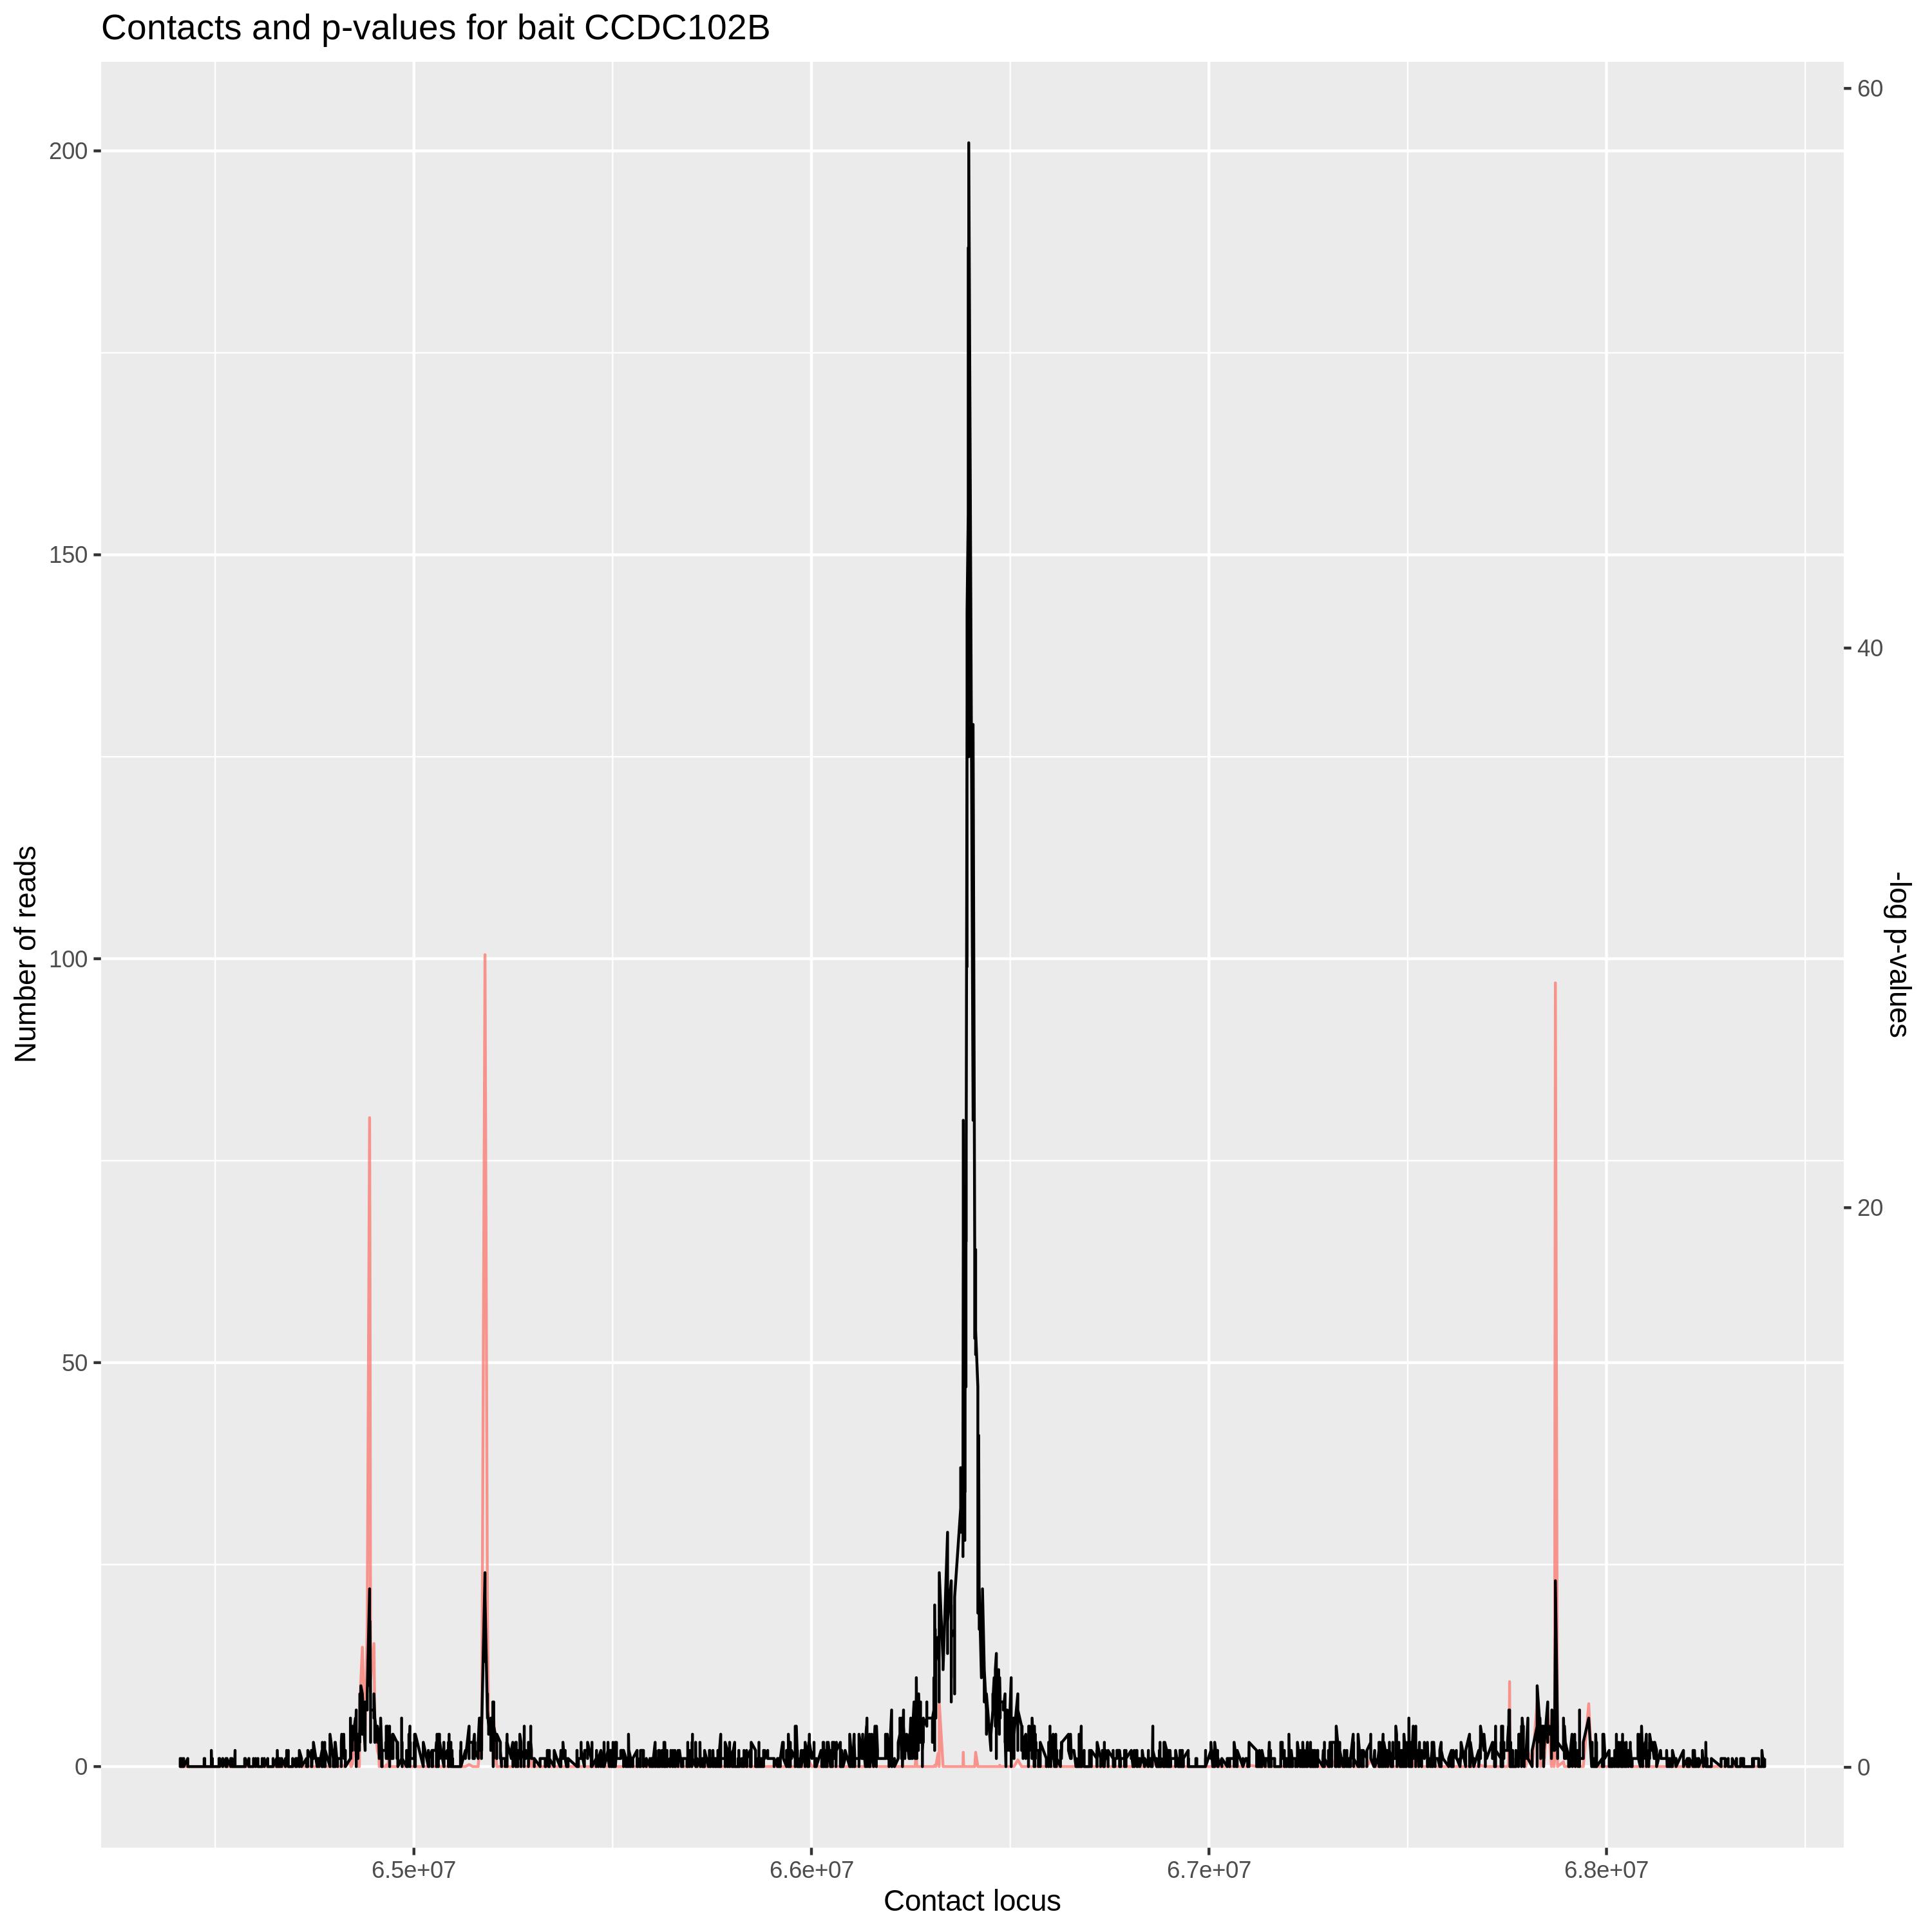 Contacts and p-values for bait CCDC102B
60
200
150
40
Number of reads
-log p-values
100
20
50
0
0
6.5e+07
6.6e+07
6.7e+07
6.8e+07
Contact locus